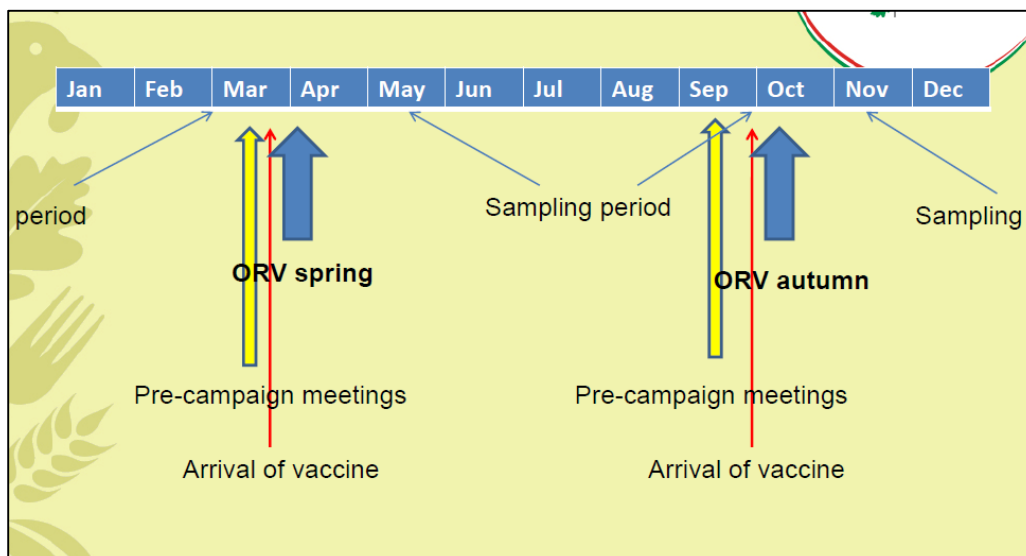 Jan Feb Mar Apr May Jun Jul Aug Sep Oct Nov Dec
period
Sampling period
Sampling
ORV spring
ORV autumn
Pre-campaign meetings
Pre-campaign meetings
Arrival of vaccine
Arrival of vaccine